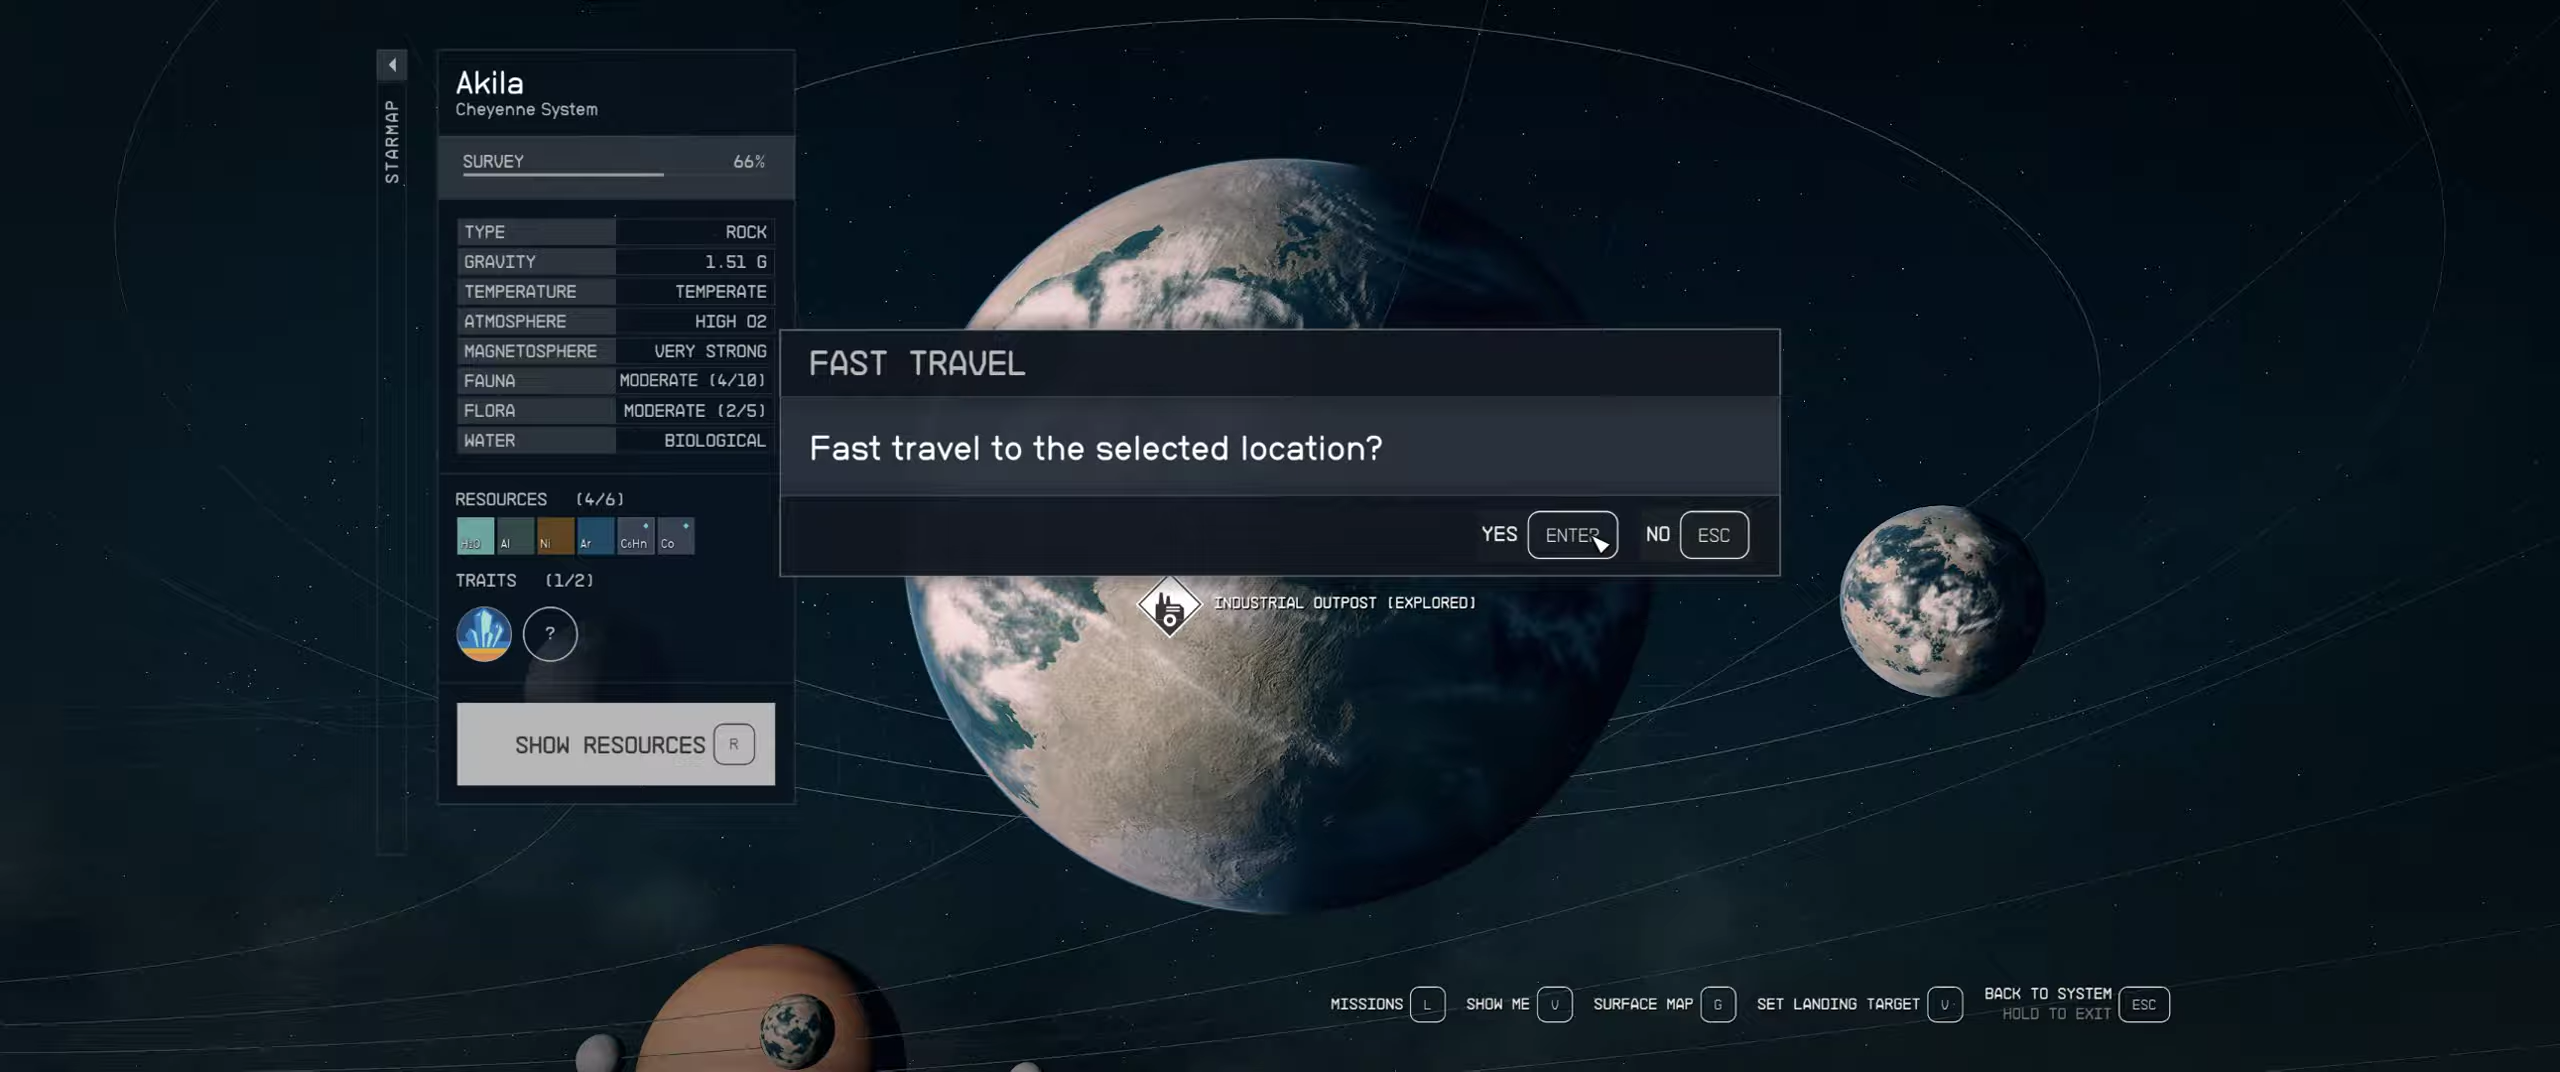 STARMAP
Akila
Cheyenne System
SURVEY 66%
TYPE ROCK
GRAVITY 1.51 G
TEMPERATURE TEMPERATE
ATMOSPHERE HIGH O2
MAGNETOSPHERE VERY STRONG
FAUNA MODERATE (4/10)
FLORA MODERATE (2/5)
WATER BIOLOGICAL
RESOURCES (4/6)
H2O Al Ni Ar C6Hn Co
TRAITS (1/2)
?
SHOW RESOURCES R
FAST TRAVEL
Fast travel to the selected location?
YES ENTER NO ESC
INDUSTRIAL OUTPOST [EXPLORED]
MISSIONS L SHOW ME V SURFACE MAP G SET LANDING TARGET V BACK TO SYSTEM ESC
HOLD TO EXIT